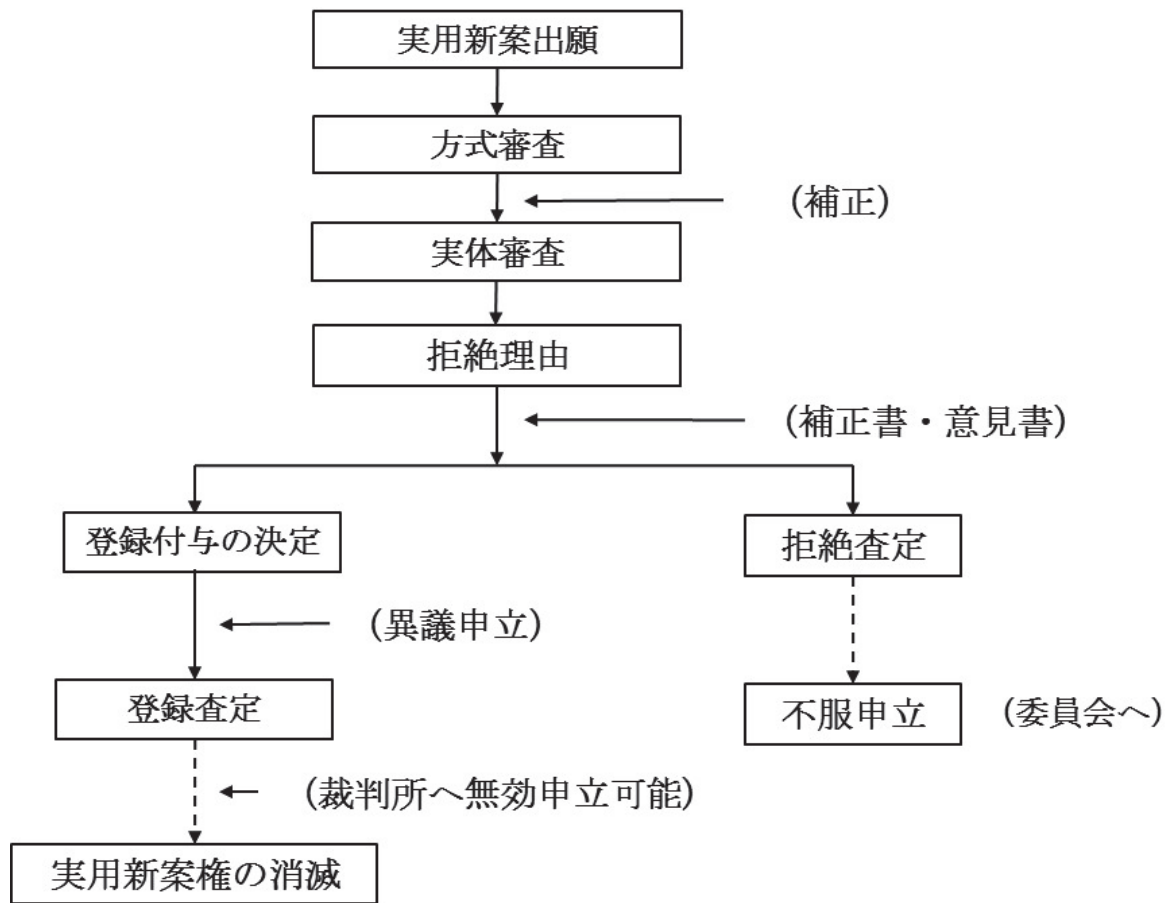 実用新案出願
方式審査
(補正)
実体審査
拒絶理由
(補正書・意見書)
登録付与の決定
拒絶査定
(異議申立)
登録査定
不服申立
(委員会へ)
(裁判所へ無効申立可能)
実用新案権の消滅